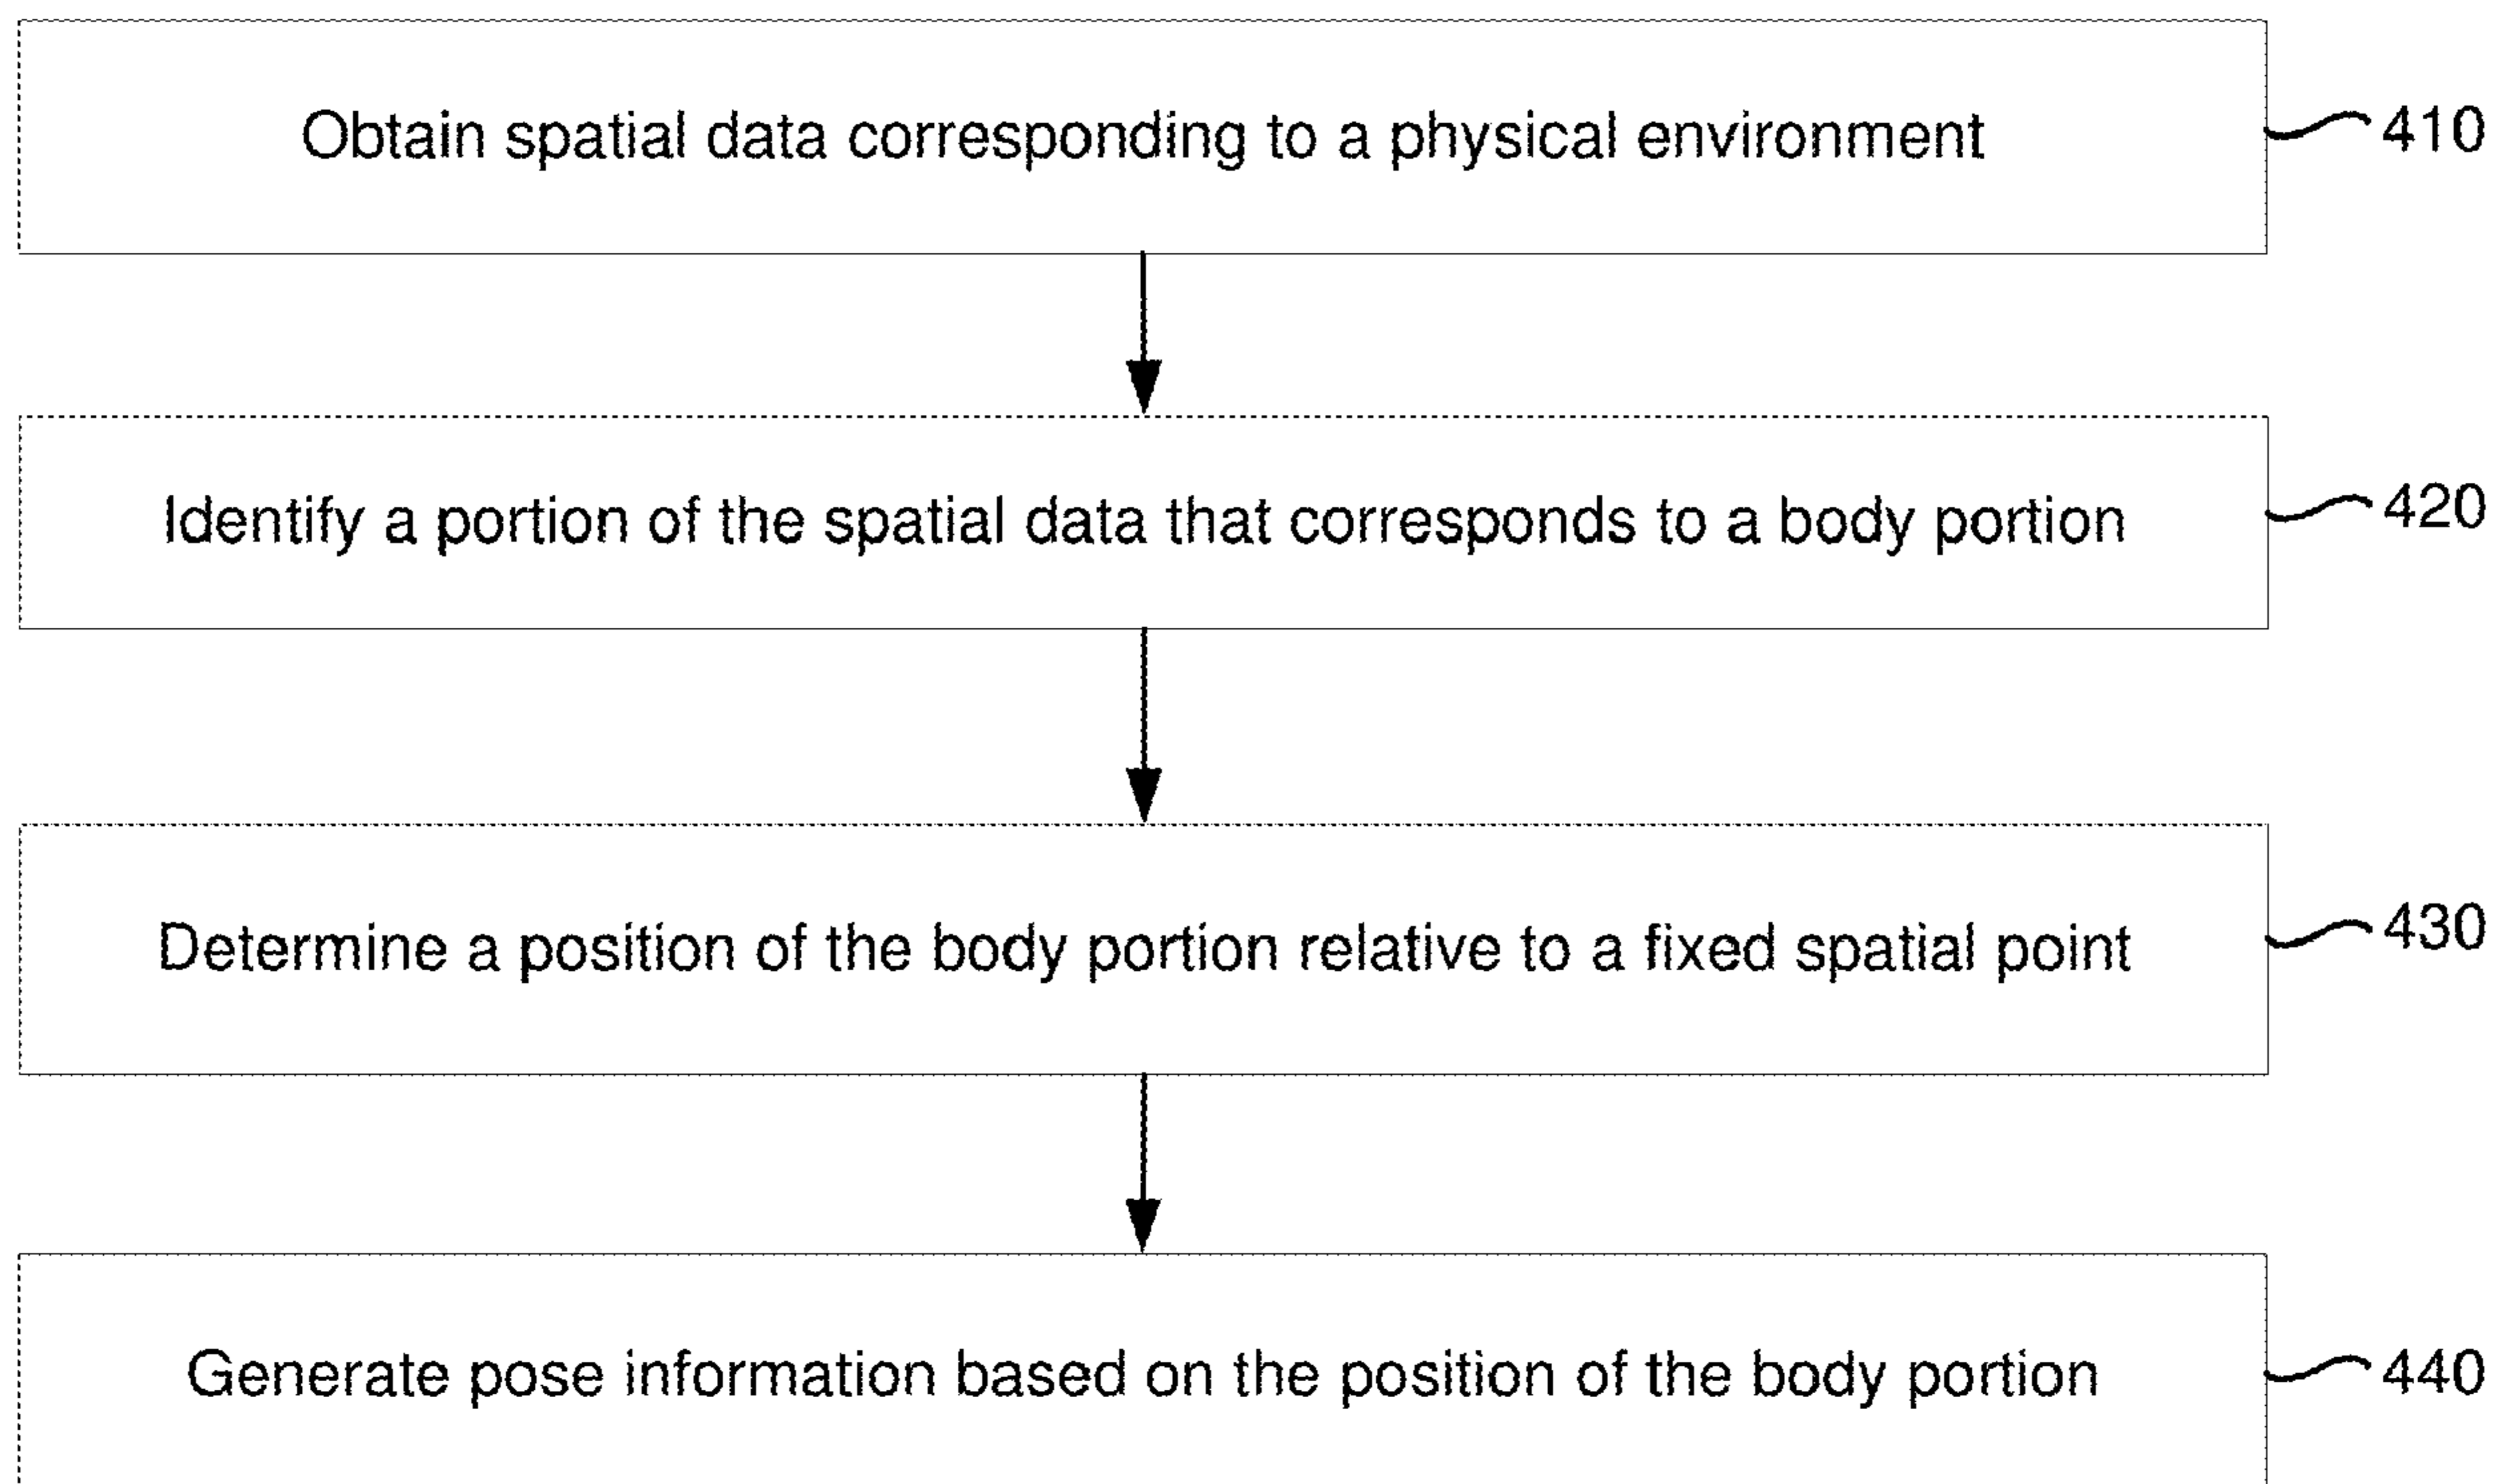 Obtain spatial data corresponding to a physical environment
410
Identify a portion of the spatial data that corresponds to a body portion
420
Determine a position of the body portion relative to a fixed spatial point
430
Generate pose information based on the position of the body portion
440